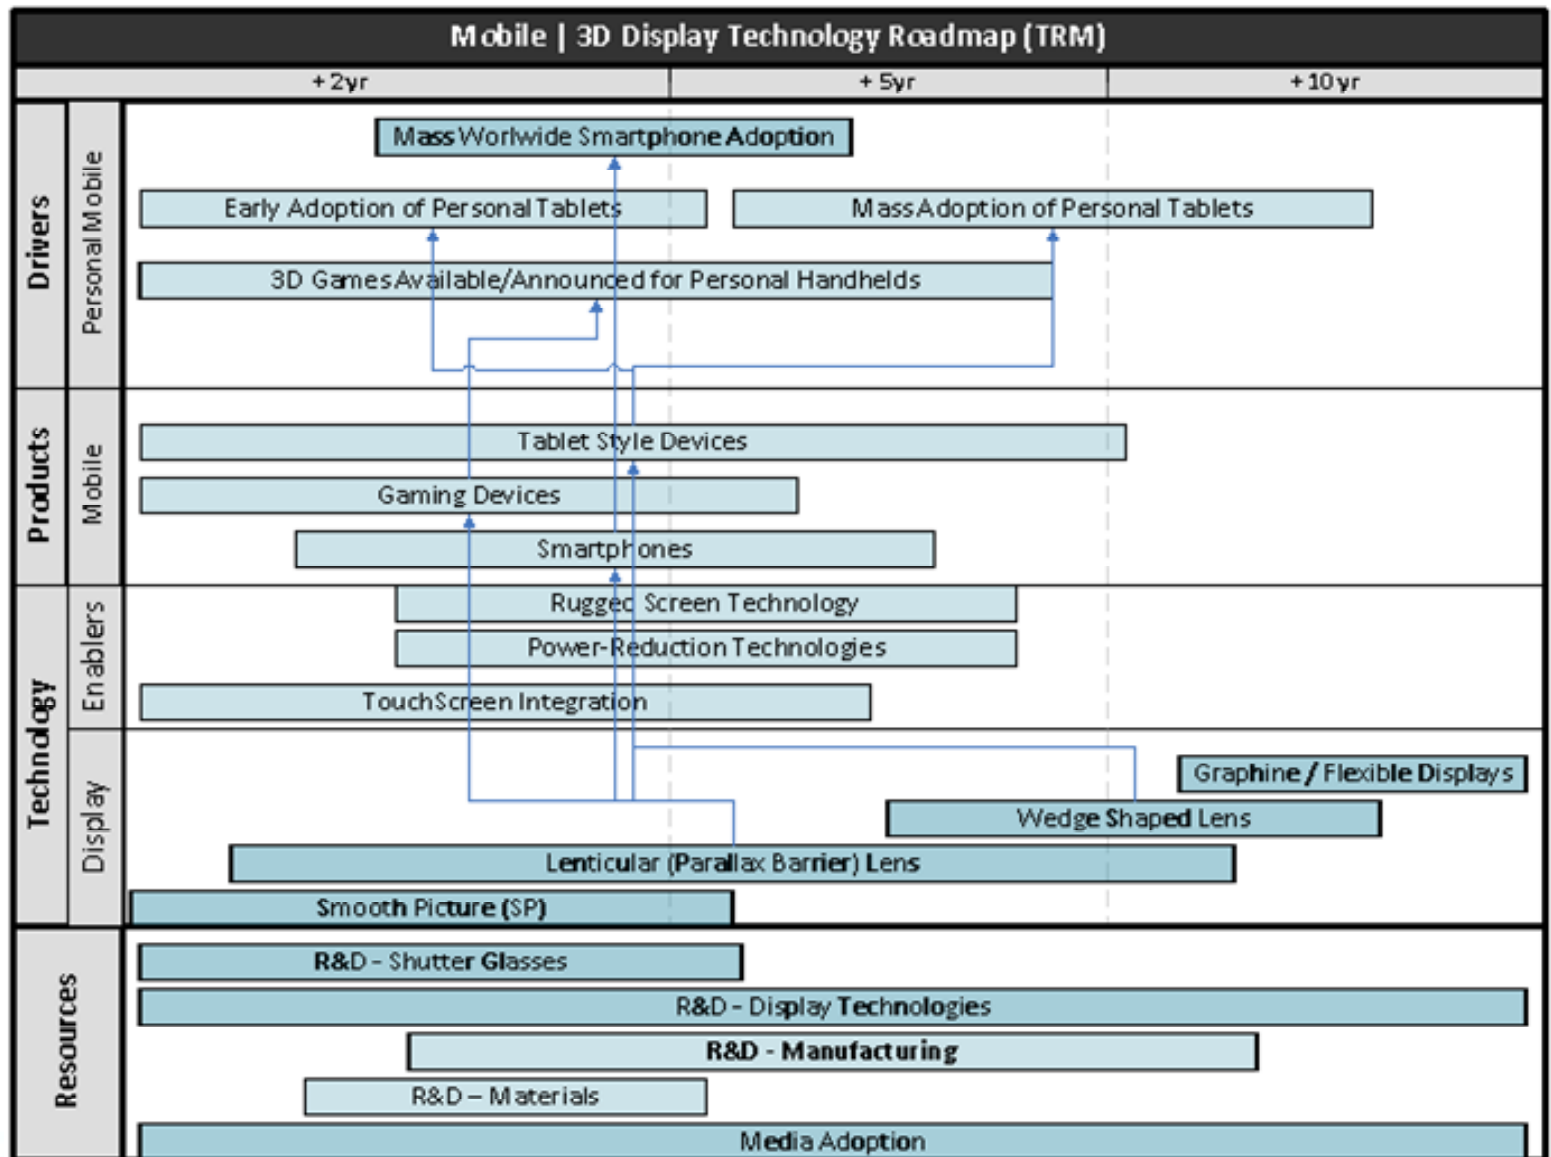 Mobile | 3D Display Technology Roadmap (TRM)
+ 2yr
+ 5yr
+ 10 yr
Drivers
Personal Mobile
Mass Worlwide Smartphone Adoption
Early Adoption of Personal Tablets
Mass Adoption of Personal Tablets
3D Games Available/Announced for Personal Handhelds
Products
Mobile
Tablet Style Devices
Gaming Devices
Smartphones
Technology
Enablers
Rugged Screen Technology
Power-Reduction Technologies
TouchScreen Integration
Display
Graphine / Flexible Displays
Wedge Shaped Lens
Lenticular (Parallax Barrier) Lens
Smooth Picture (SP)
Resources
R&D - Shutter Glasses
R&D - Display Technologies
R&D - Manufacturing
R&D – Materials
Media Adoption